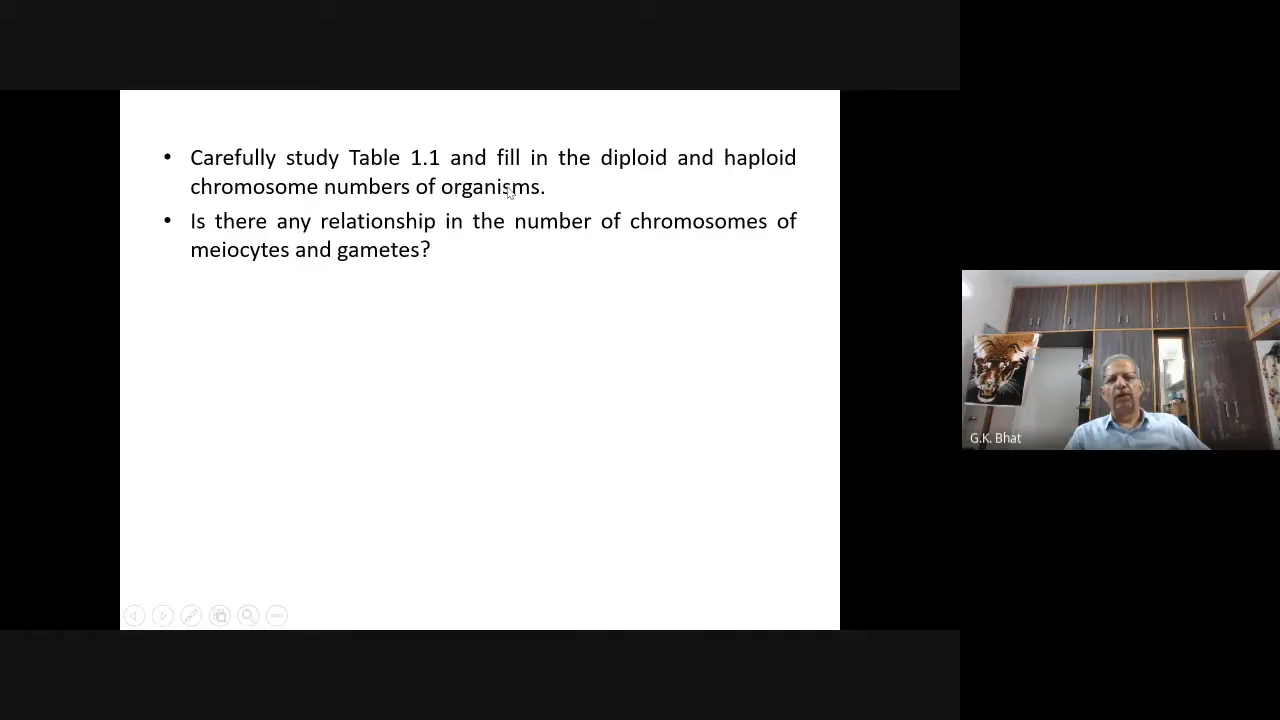 • Carefully study Table 1.1 and fill in the diploid and haploid
chromosome numbers of organisms.
• Is there any relationship in the number of chromosomes of
meiocytes and gametes?
G.K. Bhat